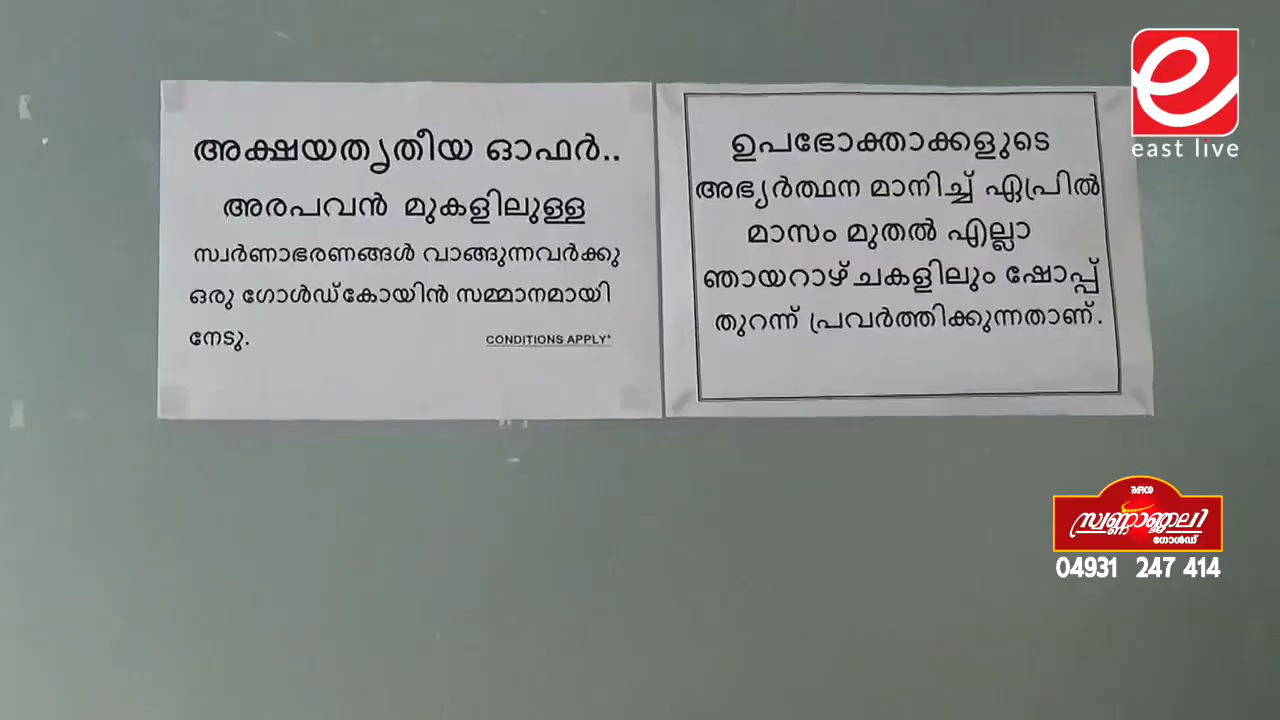 അക്ഷയതൃതീയ ഓഫർ..
അരപവൻ മുകളിലുള്ള
സ്വർണാഭരണങ്ങൾ വാങ്ങുന്നവർക്കു
ഒരു ഗോൾഡ്കോയിൻ സമ്മാനമായി
നേടു.
CONDITIONS APPLY*
ഉപഭോക്താക്കളുടെ
അഭ്യർത്ഥന മാനിച്ച് ഏപ്രിൽ
മാസം മുതൽ എല്ലാ
ഞായറാഴ്ചകളിലും ഷോപ്പ്
തുറന്ന് പ്രവർത്തിക്കുന്നതാണ്.
e
east live
സ്വർണ്ണാഞ്ജലി
ഗോൾഡ്
04931 247 414